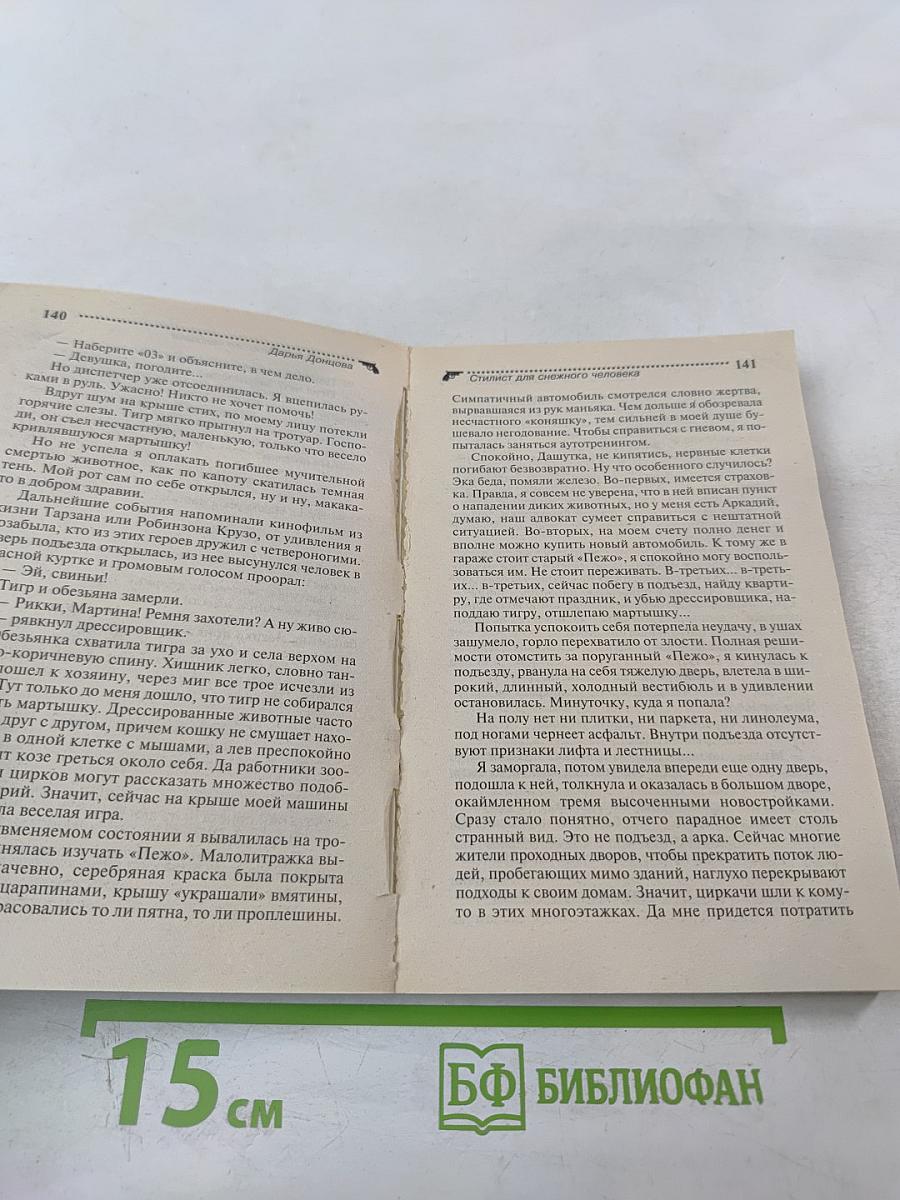 140
Дарья Донцова
— Наберите «03» и объясните, в чем дело.
— Девушка, погодите...
Но диспетчер уже отсоединилась. Я вцепилась ру-
ками в руль. Ужасно! Никто не хочет помочь!
Вдруг шум на крыше стих, по моему лицу потекли
горячие слезы. Тигр мягко прыгнул на тротуар. Госпо-
ди, он съел несчастную, маленькую, только что весело
кривлявшуюся мартышку!
Но не успела я оплакать погибшее мучительной
смертью животное, как по капоту скатилась темная
тень. Мой рот сам по себе открылся, ну и ну, макака-
то в добром здравии.
Дальнейшие события напоминали кинофильм из
жизни Тарзана или Робинзона Крузо, от удивления я
позабыла, кто из этих героев дружил с четвероногими.
верь подъезда открылась, из нее высунулся человек в
асной куртке и громовым голосом проорал:
— Эй, свиньи!
Тигр и обезьяна замерли.
— Рикки, Мартина! Ремня захотели? А ну живо сю-
— рявкнул дрессировщик.
безьянка схватила тигра за ухо и села верхом на
о-коричневую спину. Хищник легко, словно тан-
ошел к хозяину, через миг все трое исчезли из
Тут только до меня дошло, что тигр не собирался
ть мартышку. Дрессированные животные часто
друг с другом, причем кошку не смущает нахо-
в одной клетке с мышами, а лев преспокойно
ит козе греться около себя. Да работники зоо-
и цирков могут рассказать множество подоб-
рий. Значит, сейчас на крыше моей машины
ла веселая игра.
вменяемом состоянии я вывалилась на тро-
нялась изучать «Пежо». Малолитражка вы-
ачевно, серебряная краска была покрыта
царапинами, крышу «украшали» вмятины,
расовались то ли пятна, то ли проплешины.
141
Стилист для снежного человека
Симпатичный автомобиль смотрелся словно жертва,
вырвавшаяся из рук маньяка. Чем дольше я обозревала
несчастного «коняшку», тем сильней в моей душе бу-
шевало негодование. Чтобы справиться с гневом, я по-
пыталась заняться аутотренингом.
Спокойно, Дашутка, не кипятись, нервные клетки
погибают безвозвратно. Ну что особенного случилось?
Эка беда, помяли железо. Во-первых, имеется страхов-
ка. Правда, я совсем не уверена, что в ней вписан пункт
о нападении диких животных, но у меня есть Аркадий,
думаю, наш адвокат сумеет справиться с нештатной
ситуацией. Во-вторых, на моем счету полно денег и
вполне можно купить новый автомобиль. К тому же в
гараже стоит старый «Пежо», я спокойно могу восполь-
зоваться им. Не стоит переживать. В-третьих... в-треть-
их... в-третьих, сейчас побегу в подъезд, найду кварти-
ру, где отмечают праздник, и убью дрессировщика, на-
поддаю тигру, отшлепаю мартышку...
Попытка успокоить себя потерпела неудачу, в ушах
зашумело, горло перехватило от злости. Полная реши-
мости отомстить за поруганный «Пежо», я кинулась к
подъезду, рванула на себя тяжелую дверь, влетела в ши-
рокий, длинный, холодный вестибюль и в удивлении
остановилась. Минуточку, куда я попала?
На полу нет ни плитки, ни паркета, ни линолеума,
под ногами чернеет асфальт. Внутри подъезда отсутст-
вуют признаки лифта и лестницы...
Я заморгала, потом увидела впереди еще одну дверь,
подошла к ней, толкнула и оказалась в большом дворе,
окаймленном тремя высоченными новостройками.
Сразу стало понятно, отчего парадное имеет столь
странный вид. Это не подъезд, а арка. Сейчас многие
жители проходных дворов, чтобы прекратить поток лю-
дей, пробегающих мимо зданий, наглухо перекрывают
подходы к своим домам. Значит, циркачи шли к кому-
то в этих многоэтажках. Да мне придется потратить
15 см
БФ БИБЛИОФАН